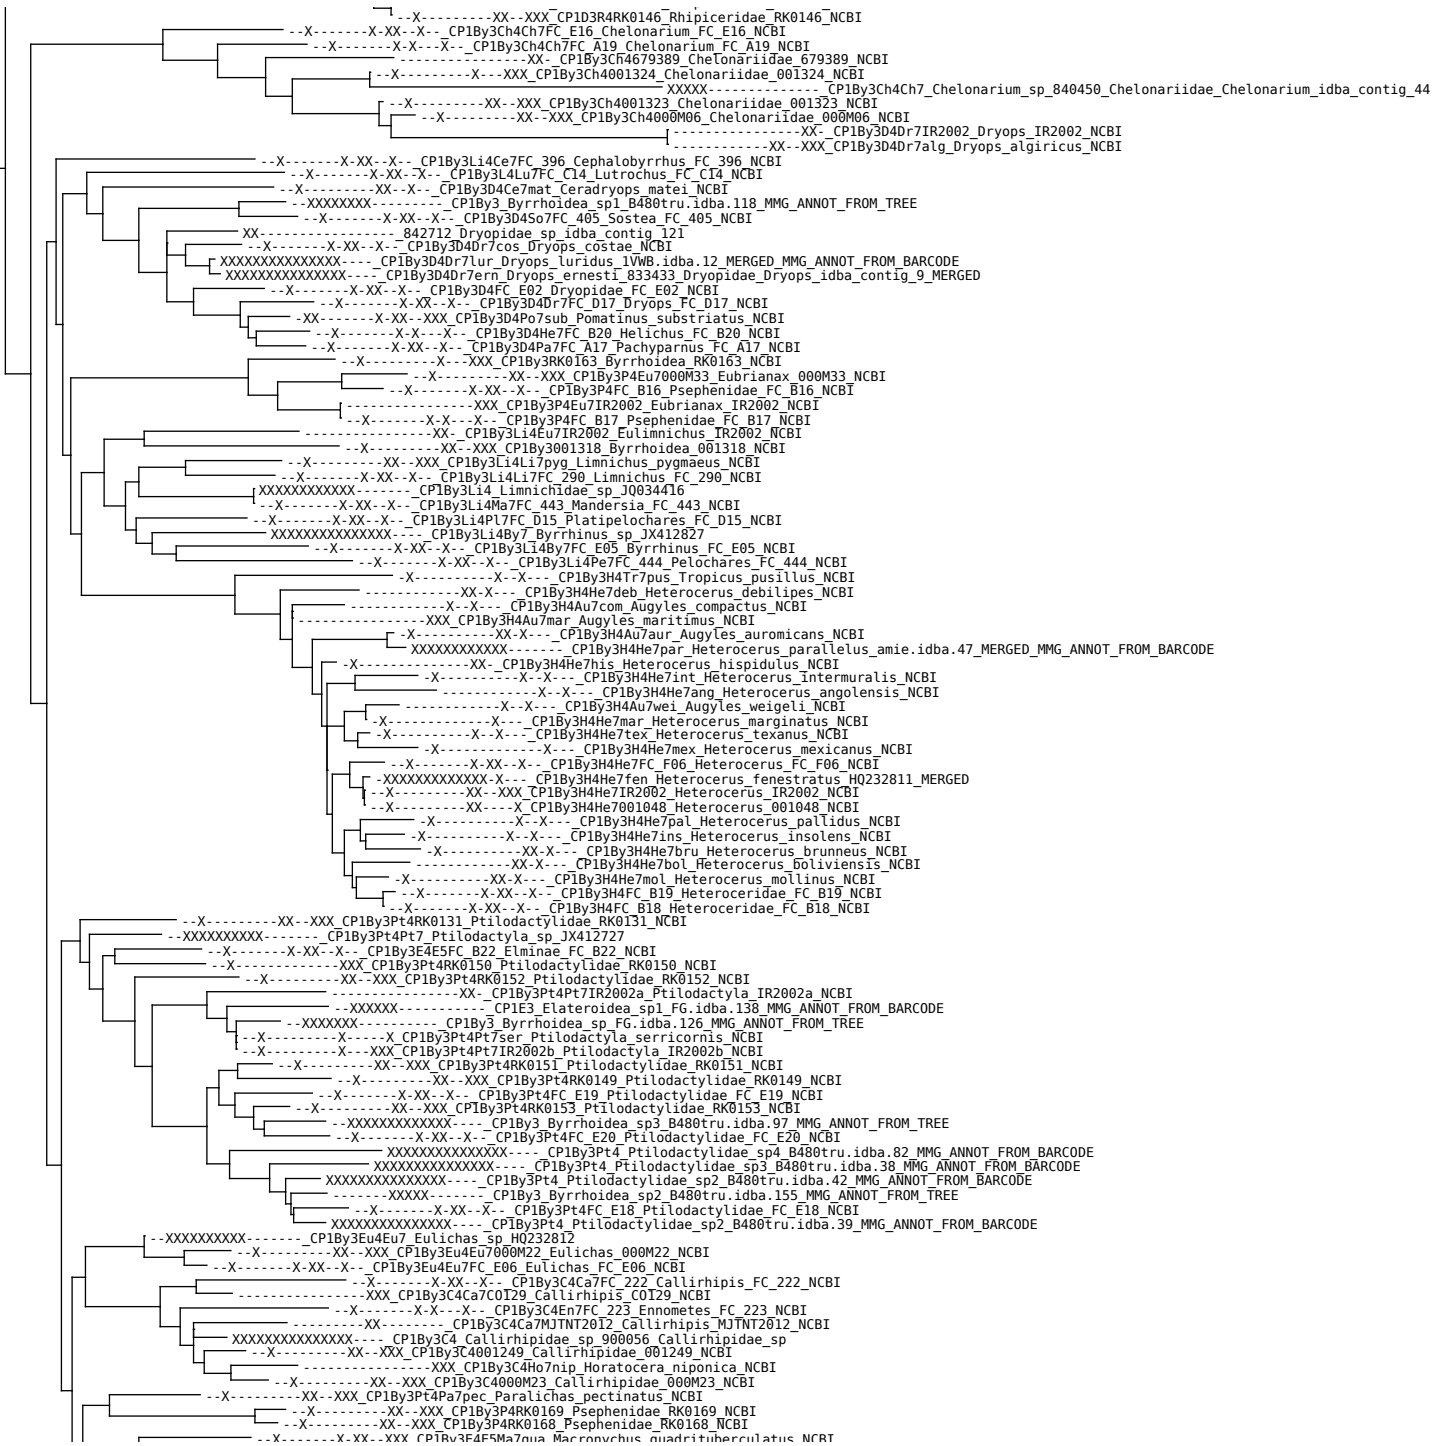 --X---------XX--XXX_CP1D3R4RK0146_Rhipiceridae_RK0146_NCBI
--X-------X-XX--X--_CP1By3Ch4Ch7FC_E16_Chelonarium_FC_E16_NCBI
--X-------X-X---X--_CP1By3Ch4Ch7FC_A19_Chelonarium_FC_A19_NCBI
----------------XX-_CP1By3Ch4679389_Chelonariidae_679389_NCBI
--X---------X---XXX_CP1By3Ch4001324_Chelonariidae_001324_NCBI
XXXXX--------------_CP1By3Ch4Ch7_Chelonarium_sp_840450_Chelonariidae_Chelonarium_idba_contig_44
--X---------XX--XXX_CP1By3Ch4001323_Chelonariidae_001323_NCBI
--X---------XX--XXX_CP1By3Ch4000M06_Chelonariidae_000M06_NCBI
----------------XX-_CP1By3D4Dr7IR2002_Dryops_IR2002_NCBI
------------XX--XXX_CP1By3D4Dr7alg_Dryops_algiricus_NCBI
--X-------X-XX--X--_CP1By3Li4Ce7FC_396_Cephalobyrrhus_FC_396_NCBI
--X-------X-XX--X--_CP1By3L4Lu7FC_C14_Lutrochus_FC_C14_NCBI
--X---------XX--X--_CP1By3D4Ce7mat_Ceradryops_matei_NCBI
--XXXXXXXX---------_CP1By3_Byrrhoidea_sp1_B480tru.idba.118_MMG_ANNOT_FROM_TREE
--X-------X-XX--X--_CP1By3D4So7FC_405_Sostea_FC_405_NCBI
XX-----------------_842712_Dryopidae_sp_idba_contig_121
--X-------X-XX--X--_CP1By3D4Dr7cos_Dryops_costae_NCBI
XXXXXXXXXXXXXXX----_CP1By3D4Dr7lur_Dryops_luridus_1VWB.idba.12_MERGED_MMG_ANNOT_FROM_BARCODE
XXXXXXXXXXXXXXX----_CP1By3D4Dr7ern_Dryops_ernesti_833433_Dryopidae_Dryops_idba_contig_9_MERGED
--X-------X-XX--X--_CP1By3D4FC_E02_Dryopidae_FC_E02_NCBI
--X-------X-XX--X--_CP1By3D4Dr7FC_D17_Dryops_FC_D17_NCBI
-XX-------X-XX--XXX_CP1By3D4Po7sub_Pomatinus_substriatus_NCBI
--X-------X-X---X--_CP1By3D4He7FC_B20_Helichus_FC_B20_NCBI
--X-------X-XX--X--_CP1By3D4Pa7FC_A17_Pachyparnus_FC_A17_NCBI
--X---------X---XXX_CP1By3RK0163_Byrrhoidea_RK0163_NCBI
--X---------XX--XXX_CP1By3P4Eu7000M33_Eubrianax_000M33_NCBI
--X-------X-XX--X--_CP1By3P4FC_B16_Psephenidae_FC_B16_NCBI
----------------XXX_CP1By3P4Eu7IR2002_Eubrianax_IR2002_NCBI
--X-------X-X---X--_CP1By3P4FC_B17_Psephenidae_FC_B17_NCBI
----------------XX-_CP1By3Li4Eu7IR2002_Eulimnichus_IR2002_NCBI
--X---------XX--XXX_CP1By3001318_Byrrhoidea_001318_NCBI
--X---------XX--XXX_CP1By3Li4Li7pyg_Limnichus_pygmaeus_NCBI
--X-------X-XX--X--_CP1By3Li4Li7FC_290_Limnichus_FC_290_NCBI
XXXXXXXXXXXX-------_CP1By3Li4_Limnichidae_sp_JQ034416
--X-------X-XX--X--_CP1By3Li4Ma7FC_443_Mandersia_FC_443_NCBI
--X-------X-XX--X--_CP1By3Li4Pl7FC_D15_Platipelochares_FC_D15_NCBI
XXXXXXXXXXXXXXX----_CP1By3Li4By7_Byrrhinus_sp_JX412827
--X-------X-XX--X--_CP1By3Li4By7FC_E05_Byrrhinus_FC_E05_NCBI
--X-------X-XX--X--_CP1By3Li4Pe7FC_444_Pelochares_FC_444_NCBI
-X----------X--X---_CP1By3H4Tr7pus_Tropicus_pusillus_NCBI
------------XX-X---_CP1By3H4He7deb_Heterocerus_debilipes_NCBI
------------X--X---_CP1By3H4Au7com_Augyles_compactus_NCBI
----------------XXX_CP1By3H4Au7mar_Augyles_maritimus_NCBI
-X----------XX-X---_CP1By3H4Au7aur_Augyles_auromicans_NCBI
XXXXXXXXXXXX-------_CP1By3H4He7par_Heterocerus_parallelus_amie.idba.47_MERGED_MMG_ANNOT_FROM_BARCODE
-X--------------XX-_CP1By3H4He7his_Heterocerus_hispidulus_NCBI
-X----------X--X---_CP1By3H4He7int_Heterocerus_intermuralis_NCBI
------------X--X---_CP1By3H4He7ang_Heterocerus_angolensis_NCBI
------------X--X---_CP1By3H4Au7wei_Augyles_weigeli_NCBI
-X-------------X---_CP1By3H4He7mar_Heterocerus_marginatus_NCBI
-X----------X--X---_CP1By3H4He7tex_Heterocerus_texanus_NCBI
-X-------------X---_CP1By3H4He7mex_Heterocerus_mexicanus_NCBI
--X-------X-XX--X--_CP1By3H4He7FC_F06_Heterocerus_FC_F06_NCBI
-XXXXXXXXXXXXX-X---_CP1By3H4He7fen_Heterocerus_fenestratus_HQ232811_MERGED
--X---------XX--XXX_CP1By3H4He7IR2002_Heterocerus_IR2002_NCBI
--X---------XX----X_CP1By3H4He7001048_Heterocerus_001048_NCBI
-X----------X--X---_CP1By3H4He7pal_Heterocerus_pallidus_NCBI
-X----------X--X---_CP1By3H4He7ins_Heterocerus_insolens_NCBI
-X----------XX-X---_CP1By3H4He7bru_Heterocerus_brunneus_NCBI
------------XX-X---_CP1By3H4He7bol_Heterocerus_boliviensis_NCBI
-X----------XX-X---_CP1By3H4He7mol_Heterocerus_mollinus_NCBI
--X-------X-XX--X--_CP1By3H4FC_B19_Heteroceridae_FC_B19_NCBI
--X-------X-XX--X--_CP1By3H4FC_B18_Heteroceridae_FC_B18_NCBI
--X---------XX--XXX_CP1By3Pt4RK0131_Ptilodactylidae_RK0131_NCBI
--XXXXXXXXXX-------_CP1By3Pt4Pt7_Ptilodactyla_sp_JX412727
--X-------X-XX--X--_CP1By3E4E5FC_B22_Elminae_FC_B22_NCBI
--X-------------XXX_CP1By3Pt4RK0150_Ptilodactylidae_RK0150_NCBI
--X---------XX--XXX_CP1By3Pt4RK0152_Ptilodactylidae_RK0152_NCBI
----------------XX-_CP1By3Pt4Pt7IR2002a_Ptilodactyla_IR2002a_NCBI
--XXXXXX-----------_CP1E3_Elateroidea_sp1_FG.idba.138_MMG_ANNOT_FROM_BARCODE
--XXXXXXX----------_CP1By3_Byrrhoidea_sp_FG.idba.126_MMG_ANNOT_FROM_TREE
--X---------X-----X_CP1By3Pt4Pt7ser_Ptilodactyla_serricornis_NCBI
--X---------X---XXX_CP1By3Pt4Pt7IR2002b_Ptilodactyla_IR2002b_NCBI
--X---------XX--XXX_CP1By3Pt4RK0151_Ptilodactylidae_RK0151_NCBI
--X---------XX--XXX_CP1By3Pt4RK0149_Ptilodactylidae_RK0149_NCBI
--X-------X-XX--X--_CP1By3Pt4FC_E19_Ptilodactylidae_FC_E19_NCBI
--X---------XX--XXX_CP1By3Pt4RK0153_Ptilodactylidae_RK0153_NCBI
--XXXXXXXXXXXXX----_CP1By3_Byrrhoidea_sp3_B480tru.idba.97_MMG_ANNOT_FROM_TREE
--X-------X-XX--X--_CP1By3Pt4FC_E20_Ptilodactylidae_FC_E20_NCBI
XXXXXXXXXXXXXXX----_CP1By3Pt4_Ptilodactylidae_sp4_B480tru.idba.82_MMG_ANNOT_FROM_BARCODE
XXXXXXXXXXXXXXX----_CP1By3Pt4_Ptilodactylidae_sp3_B480tru.idba.38_MMG_ANNOT_FROM_BARCODE
XXXXXXXXXXXXXXX----_CP1By3Pt4_Ptilodactylidae_sp2_B480tru.idba.42_MMG_ANNOT_FROM_BARCODE
-------XXXXX-------_CP1By3_Byrrhoidea_sp2_B480tru.idba.155_MMG_ANNOT_FROM_TREE
--X-------X-XX--X--_CP1By3Pt4FC_E18_Ptilodactylidae_FC_E18_NCBI
XXXXXXXXXXXXXXX----_CP1By3Pt4_Ptilodactylidae_sp2_B480tru.idba.39_MMG_ANNOT_FROM_BARCODE
--XXXXXXXXXX-------_CP1By3Eu4Eu7_Eulichas_sp_HQ232812
--X---------XX--XXX_CP1By3Eu4Eu7000M22_Eulichas_000M22_NCBI
--X-------X-XX--X--_CP1By3Eu4Eu7FC_E06_Eulichas_FC_E06_NCBI
--X-------X-XX--X--_CP1By3C4Ca7FC_222_Callirhipis_FC_222_NCBI
----------------XXX_CP1By3C4Ca7CO129_Callirhipis_CO129_NCBI
--X-------X-X---X--_CP1By3C4En7FC_223_Ennometes_FC_223_NCBI
---------XX--------_CP1By3C4Ca7MJTNT2012_Callirhipis_MJTNT2012_NCBI
XXXXXXXXXXXXXXX----_CP1By3C4_Callirhipidae_sp_900056_Callirhipidae_sp
--X---------XX--XXX_CP1By3C4001249_Callirhipidae_001249_NCBI
----------------XXX_CP1By3C4Ho7nip_Horatocera_niponica_NCBI
--X---------XX--XXX_CP1By3C4000M23_Callirhipidae_000M23_NCBI
--X---------XX--XXX_CP1By3Pt4Pa7pec_Paralichas_pectinatus_NCBI
--X---------XX--XXX_CP1By3P4RK0169_Psephenidae_RK0169_NCBI
--X---------XX--XXX_CP1By3P4RK0168_Psephenidae_RK0168_NCBI
--X-------X-XX--XXX_CP1By3E4E5Ma7qua_Macronychus_quadrituberculatus_NCBI